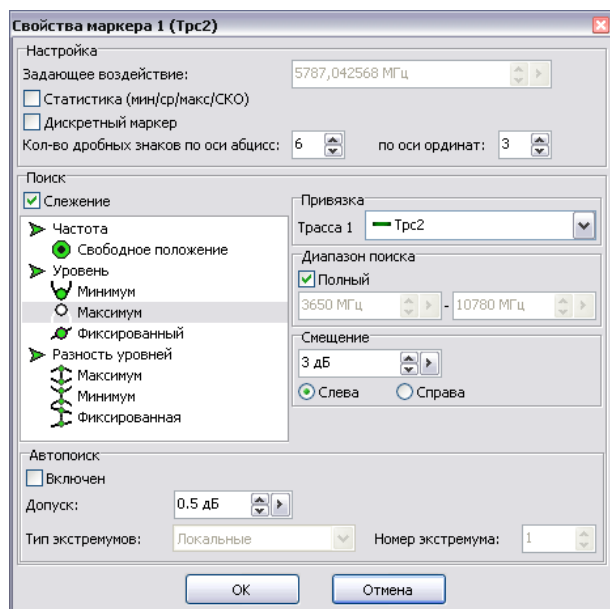 Свойства маркера 1 (Трс2)
Настройка
Задающее воздействие: 5787,042568 МГц
Статистика (мин/ср/макс/СКО)
Дискретный маркер
Кол-во дробных знаков по оси абцисс: 6 по оси ординат: 3
Поиск
Слежение
Частота
Свободное положение
Уровень
Минимум
Максимум
Фиксированный
Разность уровней
Максимум
Минимум
Фиксированная
Привязка
Трасса 1 Трс2
Диапазон поиска
Полный
3650 МГц - 10780 МГц
Смещение
3 дБ
Слева Справа
Автопоиск
Включен
Допуск: 0.5 дБ
Тип экстремумов: Локальные Номер экстремума: 1
ОК Отмена